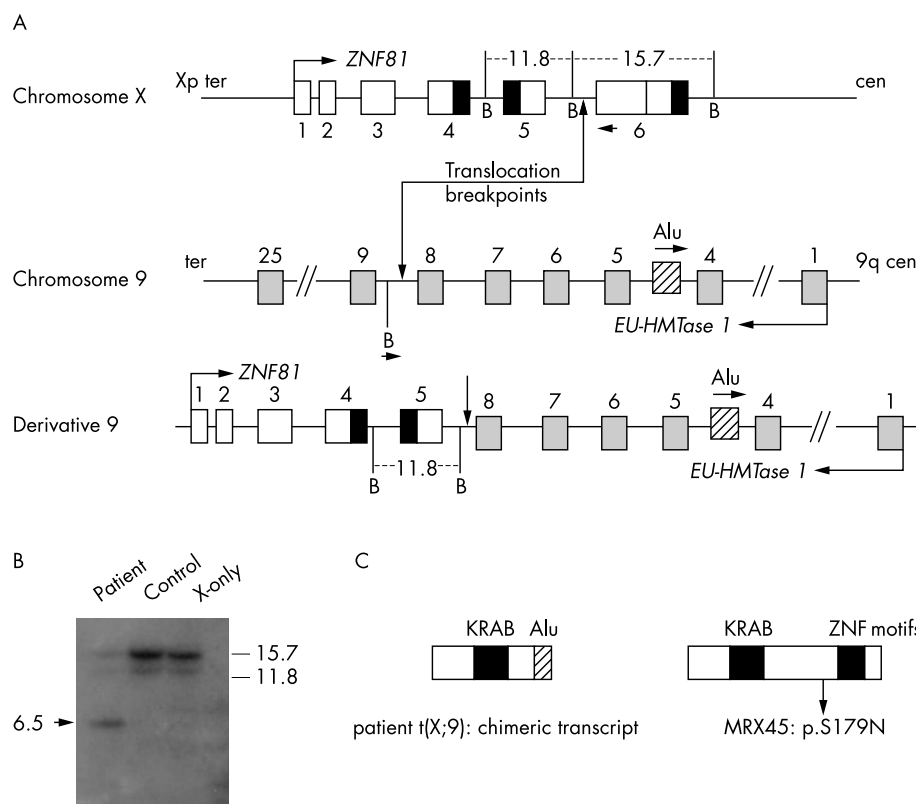 A
ZNF81
11.8 15.7
Xp ter cen
Chromosome X
B B B
1 2 3 4 5 6
Translocation
breakpoints
Alu
25 9 8 7 6 5 4 1
ter 9q cen
Chromosome 9
EU-HMTase 1
B
ZNF81
Alu
1 2 3 4 5 8 7 6 5 4 1
Derivative 9
11.8
EU-HMTase 1
B B
B
Patient Control X-only
15.7
11.8
6.5
C
KRAB Alu
patient t(X;9): chimeric transcript
KRAB ZNF motifs
MRX45: p.S179N